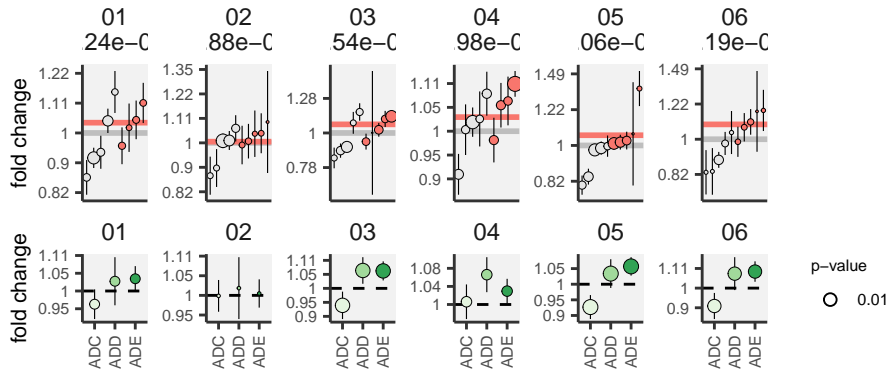 01 02 03 04 05 06
.24e−0 .88e−0 .54e−0 .98e−0 .06e−0 .19e−0
fold change
1.22 1.11 1 0.9 0.82
1.35 1.22 1.11 1 0.9 0.82
1.28 1 0.78
1.11 1.05 1 0.95 0.9
1.49 1.22 1 0.82
1.49 1.22 1 0.82
01 02 03 04 05 06
fold change
1.11 1.05 1 0.95
1.11 1.05 1 0.95
1.11 1.05 1 0.95 0.9
1.08 1.04 1
1.05 1 0.95 0.9
1.11 1 0.9
ADC ADD ADE
ADC ADD ADE
ADC ADD ADE
ADC ADD ADE
ADC ADD ADE
ADC ADD ADE
p−value
0.01